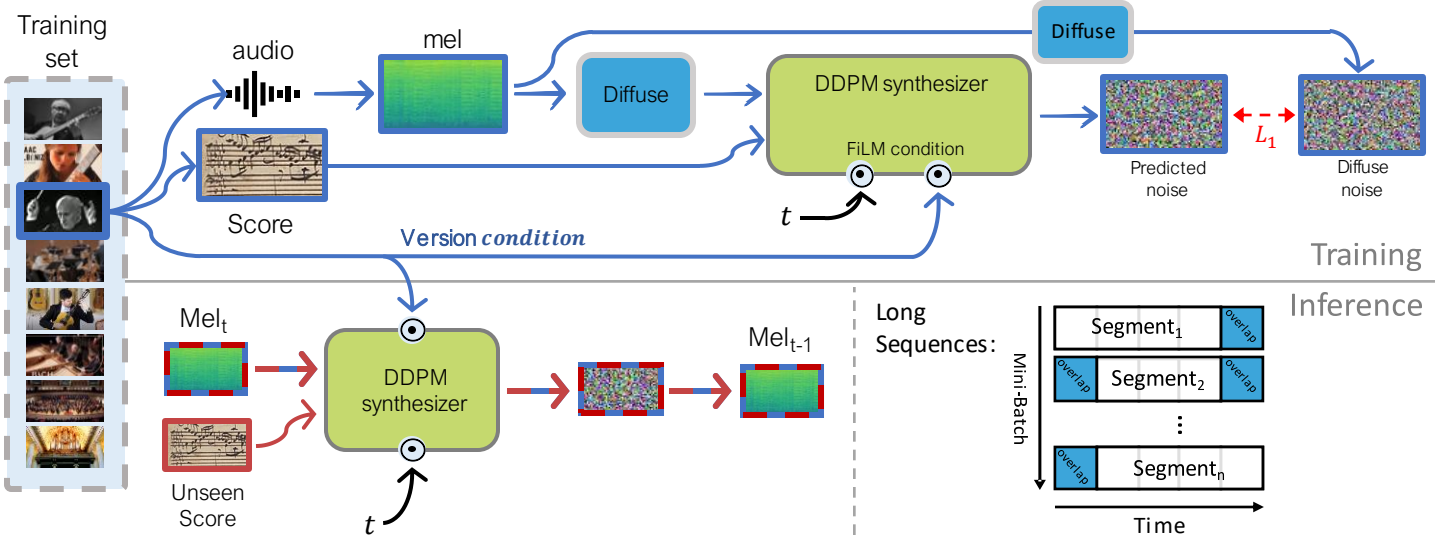 Training
set
audio
mel
Diffuse
Diffuse
DDPM synthesizer
FiLM condition
t
Score
Version condition
L1
Predicted
noise
Diffuse
noise
Training
Inference
Melt
Unseen
Score
DDPM
synthesizer
t
Melt-1
Long
Sequences:
Mini-Batch
Segment1
overlap
overlap
Segment2
overlap
⋮
overlap
Segmentn
Time